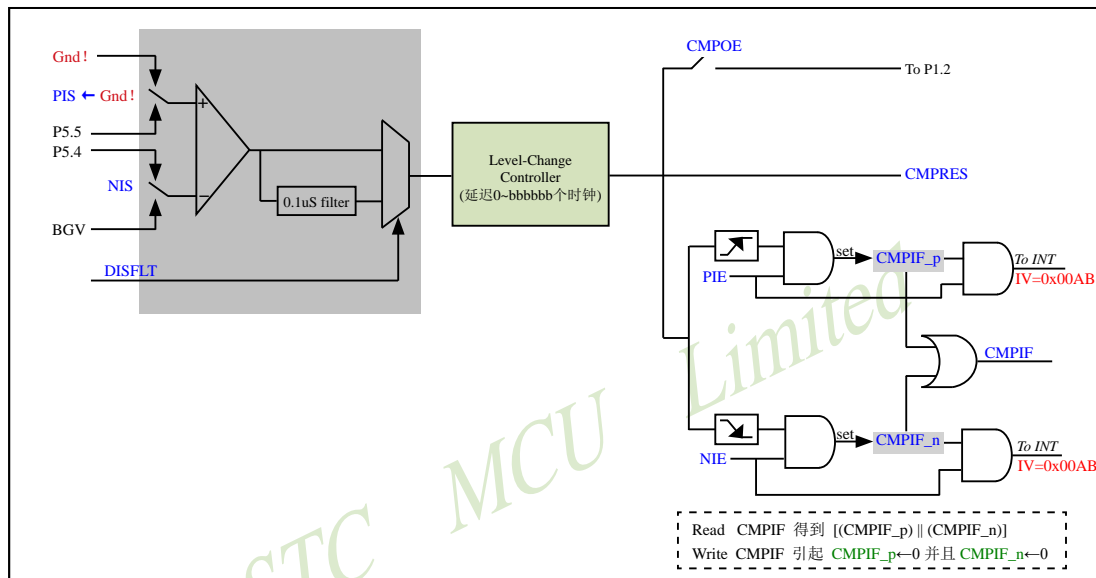 Gnd!
PIS ← Gnd!
P5.5
P5.4
NIS
BGV
DISFLT
+
−
0.1uS filter
Level-Change
Controller
(延迟0~bbbbbb个时钟)
CMPOE
To P1.2
CMPRES
PIE
set
CMPIF_p
To INT
IV=0x00AB
CMPIF
NIE
set
CMPIF_n
To INT
IV=0x00AB
Read CMPIF 得到 [(CMPIF_p) || (CMPIF_n)]
Write CMPIF 引起 CMPIF_p←0 并且 CMPIF_n←0
STC MCU Limited